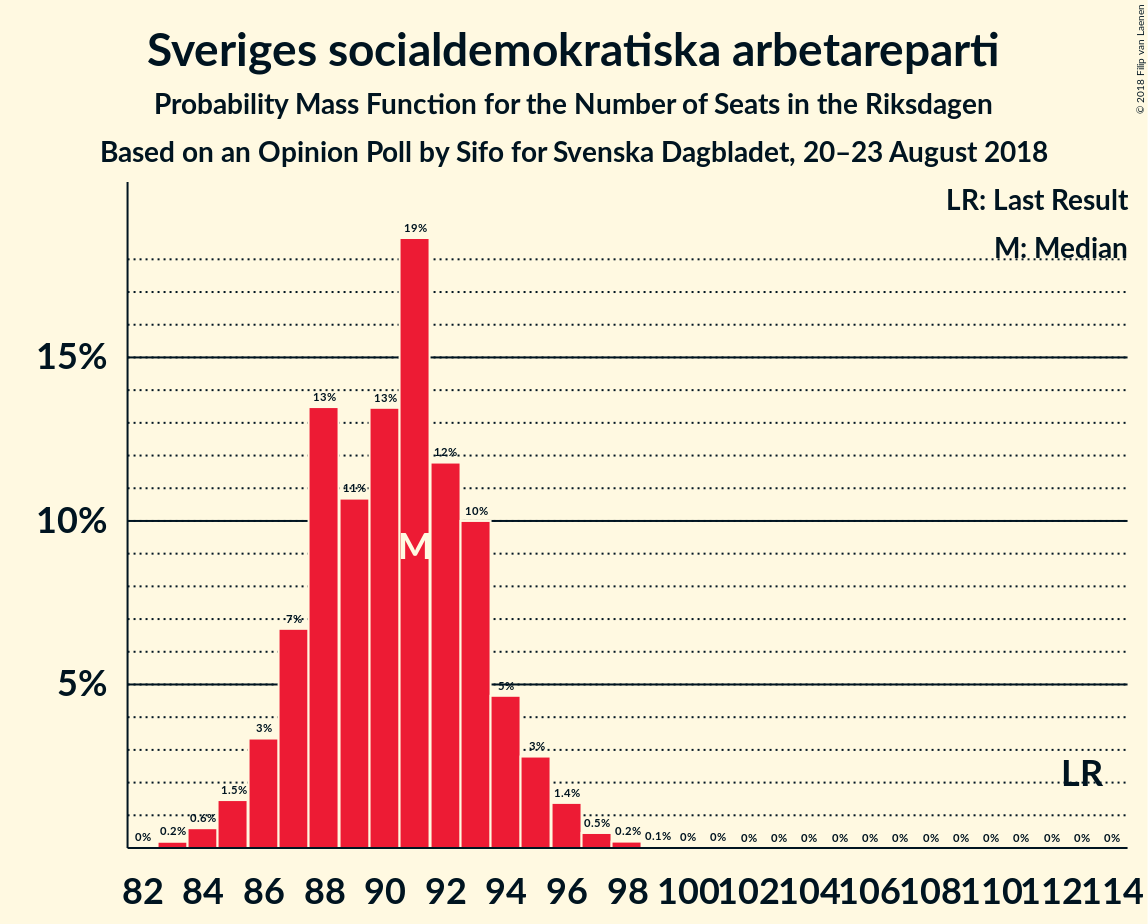 Sveriges socialdemokratiska arbetareparti
Probability Mass Function for the Number of Seats in the Riksdagen
Based on an Opinion Poll by Sifo for Svenska Dagbladet, 20–23 August 2018
© 2018 Filip van Laenen
LR: Last Result
M: Median
15%
10%
5%
0% 0.2% 0.6% 1.5% 3% 7% 13% 11% 13% 19% 12% 10% 5% 3% 1.4% 0.5% 0.2% 0.1% 0% 0% 0% 0% 0% 0% 0% 0% 0% 0% 0% 0% 0% 0% 0%
M
LR
82 84 86 88 90 92 94 96 98 100 102 104 106 108 110 112 114